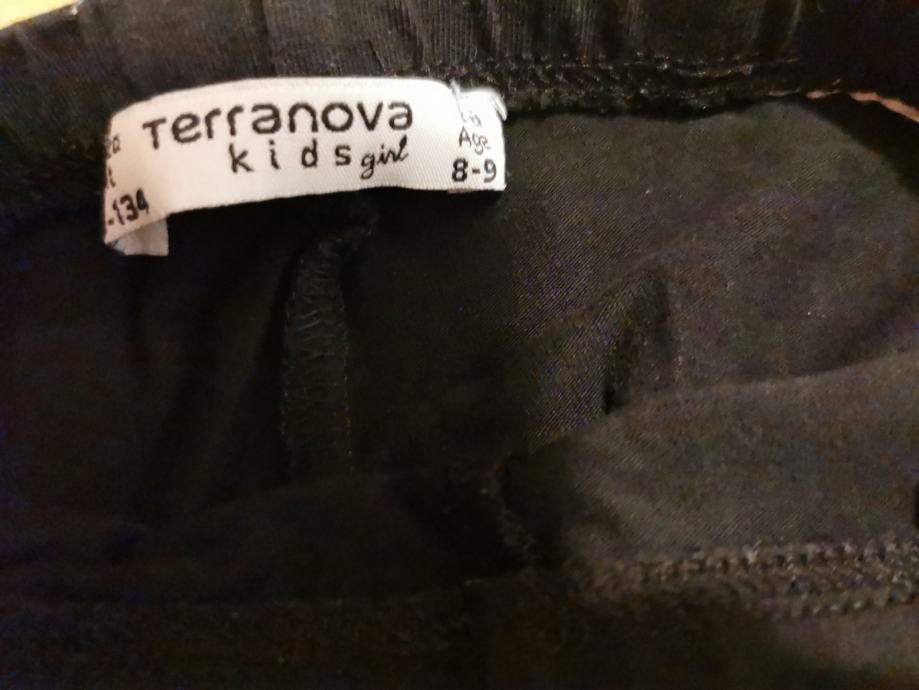 Terranova
kids girl
Age
8-9
-134